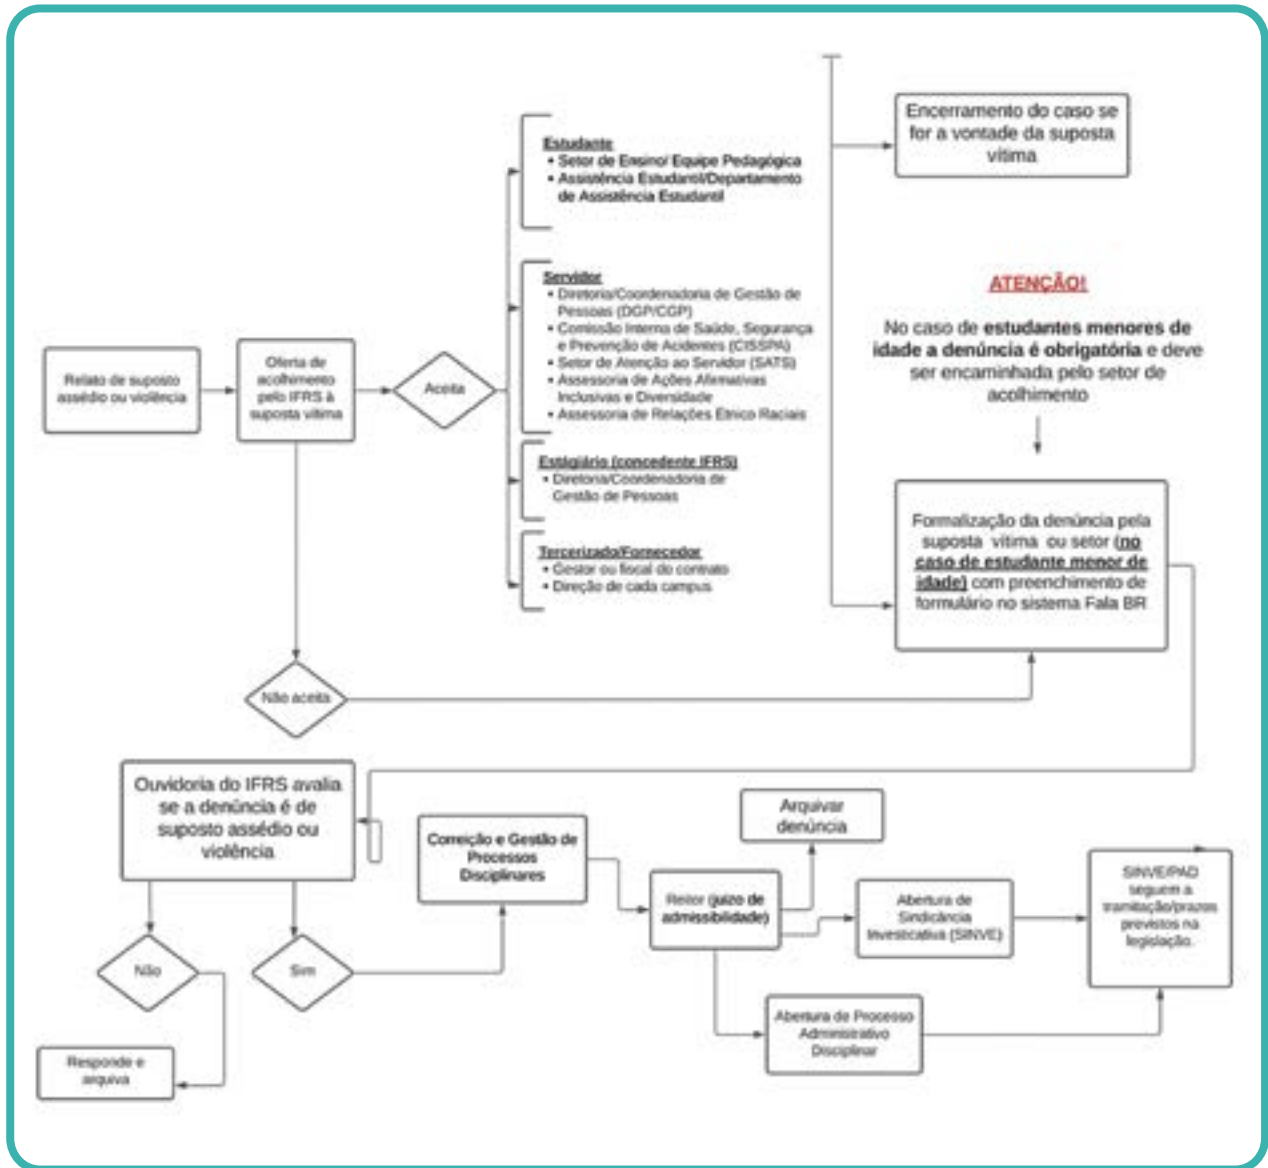 Encerramento do caso se
for a vontade da suposta
vítima
Estudante
• Setor de Ensino/ Equipe Pedagógica
• Assistência Estudantil/Departamento
de Assistência Estudantil
Servidor
• Diretoria/Coordenadoria de Gestão de
Pessoas (DGP/CGP)
• Comissão Interna de Saúde, Segurança
e Prevenção de Acidentes (CISSPA)
• Setor de Atenção ao Servidor (SATS)
• Assessoria de Ações Afirmativas
Inclusivas e Diversidade
• Assessoria de Relações Étnico Raciais
Estágiário (concedente IFRS)
• Diretoria/Coordenadoria de
Gestão de Pessoas
Tercerizado/Fornecedor
• Gestor ou fiscal do contrato
• Direção de cada campus
Relato de suposto
assédio ou violência
Oferta de
acolhimento
pelo IFRS à
suposta vítima
Aceita
ATENÇÃO!
No caso de estudantes menores de
idade a denúncia é obrigatória e deve
ser encaminhada pelo setor de
acolhimento
Formalização da denúncia pela
suposta vítima ou setor (no
caso de estudante menor de
idade) com preenchimento de
formulário no sistema Fala BR
Não aceita
Ouvidoria do IFRS avalia
se a denúncia é de
suposto assédio ou
violência
Não
Sim
Responde e
arquiva
Correição e Gestão de
Processos
Disciplinares
Reitor (juízo de
admissibilidade)
Arquivar
denúncia
Abertura de
Sindicância
Investicativa (SINVE)
Abertura de Processo
Administrativo
Disciplinar
SINVE/PAD
seguem a
tramitação/prazos
previstos na
legislação.